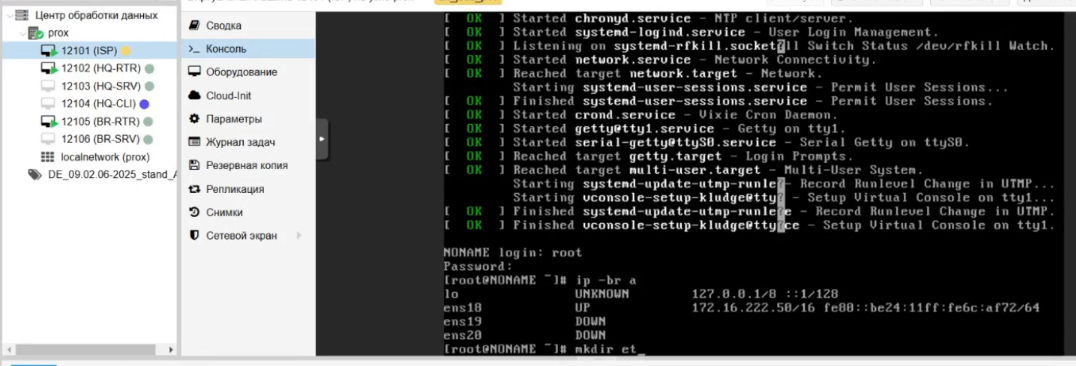 Центр обработки данных
prox
12101 (ISP)
12102 (HQ-RTR)
12103 (HQ-SRV)
12104 (HQ-CLI)
12105 (BR-RTR)
12106 (BR-SRV)
localnetwork (prox)
DE_09.02.06-2025_stand_A
Сводка
Консоль
Оборудование
Cloud-Init
Параметры
Журнал задач
Резервная копия
Репликация
Снимки
Сетевой экран
[ OK ] Started chronyd.service - NTP client/server.
[ OK ] Started systemd-logind.service - User Login Management.
[ OK ] Listening on systemd-rfkill.socket?ll Switch Status /dev/rfkill Watch.
[ OK ] Started network.service - Network Connectivity.
[ OK ] Reached target network.target - Network.
Starting systemd-user-sessions.service - Permit User Sessions...
[ OK ] Finished systemd-user-sessions.service - Permit User Sessions.
[ OK ] Started crond.service - Vixie Cron Daemon.
[ OK ] Started getty@tty1.service - Getty on tty1.
[ OK ] Started serial-getty@ttyS0.service - Serial Getty on ttyS0.
[ OK ] Reached target getty.target - Login Prompts.
[ OK ] Reached target multi-user.target - Multi-User System.
Starting systemd-update-utmp-runle?- Record Runlevel Change in UTMP...
Starting vconsole-setup-kludge@tty? - Setup Virtual Console on tty1...
[ OK ] Finished systemd-update-utmp-runle?e - Record Runlevel Change in UTMP.
[ OK ] Finished vconsole-setup-kludge@tty?ce - Setup Virtual Console on tty1.
NONAME login: root
Password:
[root@NONAME ~]# ip -br a
lo UNKNOWN 127.0.0.1/8 ::1/128
ens18 UP 172.16.222.50/16 fe80::be24:11ff:fe6c:af72/64
ens19 DOWN
ens20 DOWN
[root@NONAME ~]# mkdir et_